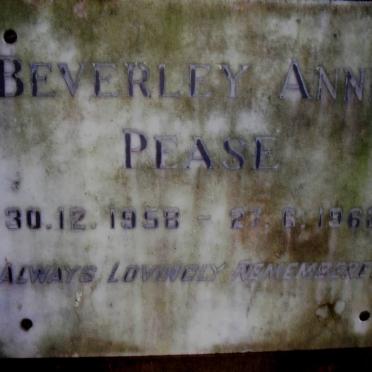 BEVERLEY ANN
PEASE
30.12.1958 - 27.6.196
ALWAYS LOVINGLY REMEMBERE